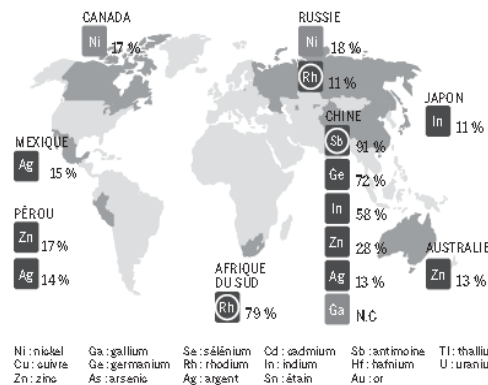 CANADA
Ni 17 %
RUSSIE
Ni 18 %
Rh 11 %
JAPON
In 11 %
CHINE
Sb 91 %
Ge 72 %
In 58 %
Zn 28 %
Ag 13 %
Ga N.C
MEXIQUE
Ag 15 %
PÉROU
Zn 17 %
Ag 14 %
AFRIQUE
DU SUD
Rh 79 %
AUSTRALIE
Zn 13 %
Ni : nickel Ga : gallium Se : sélénium Cd : cadmium Sb : antimoine Tl : thalliu
Cu : cuivre Ge : germanium Rh : rhodium In : indium Hf : hafnium U : uraniu
Zn : zinc As : arsenic Ag : argent Sn : étain Au : or